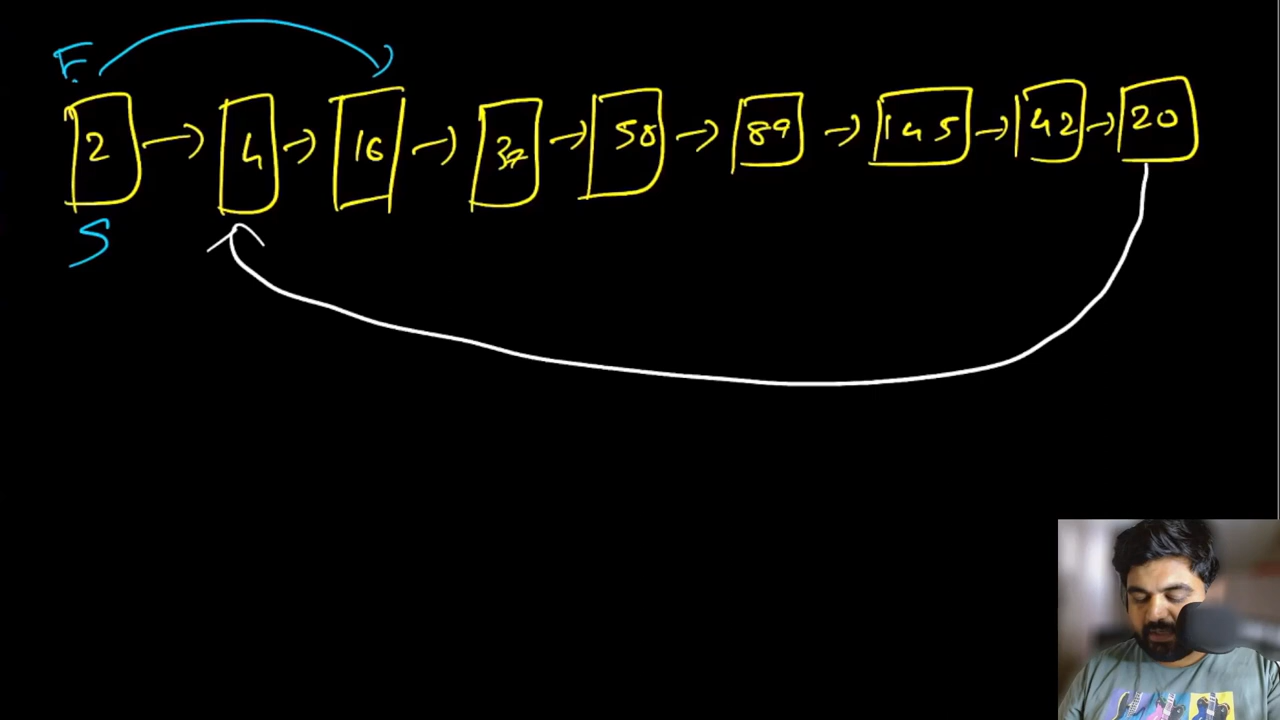 F
2 → 4 → 16 → 37 → 58 → 89 → 145 → 42 → 20
S